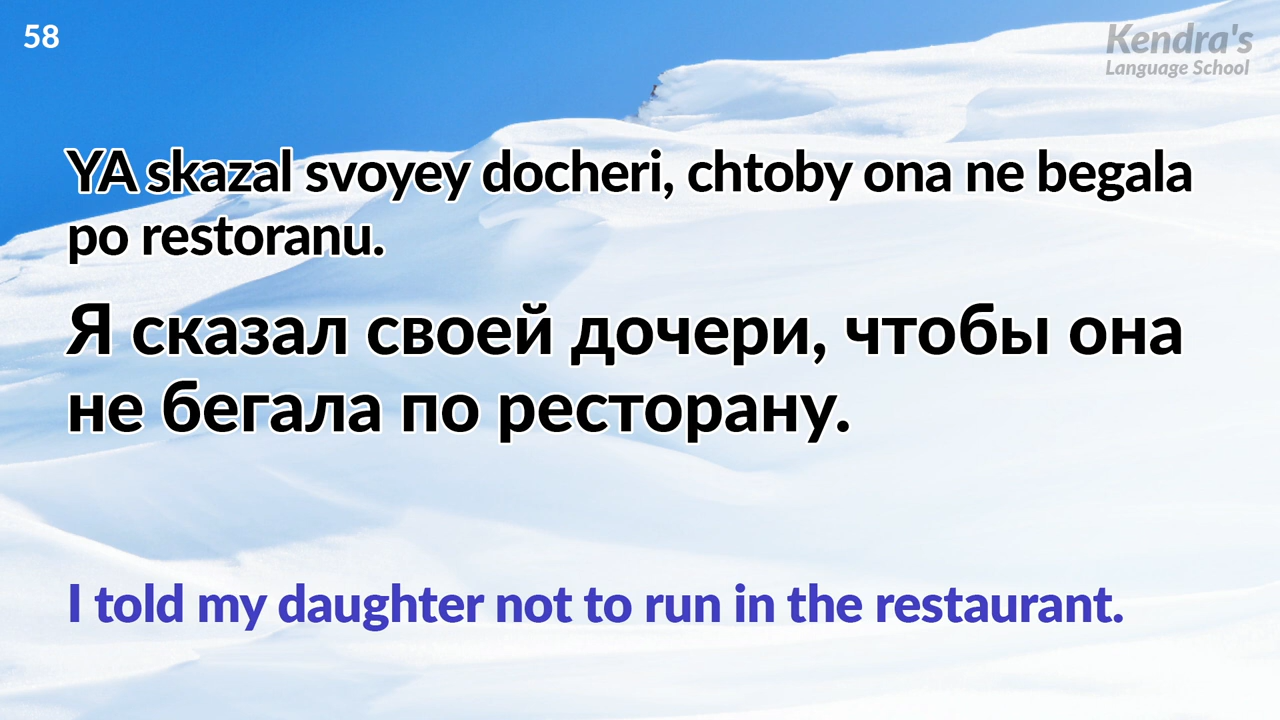 58
Kendra's
Language School
YA skazal svoyey docheri, chtoby ona ne begala
po restoranu.
Я сказал своей дочери, чтобы она
не бегала по ресторану.
I told my daughter not to run in the restaurant.